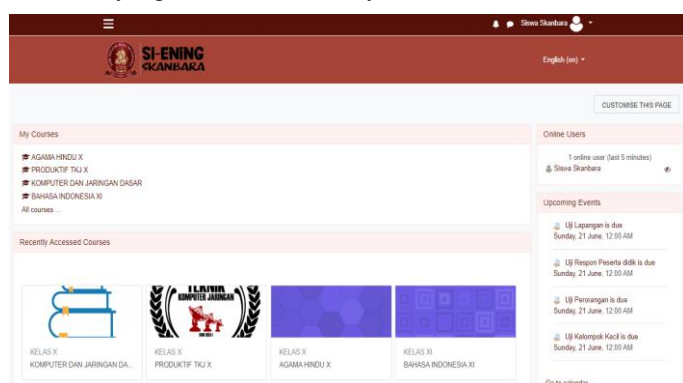 Siswa Skanbara
SI-ENING
SKANBARA
English (en)
CUSTOMISE THIS PAGE
My Courses
AGAMA HINDU X
PRODUKTIF TKJ X
KOMPUTER DAN JARINGAN DASAR
BAHASA INDONESIA XI
All courses ...
Recently Accessed Courses
TEKNIK
KOMPUTER JARINGAN
KELAS X
KOMPUTER DAN JARINGAN DA...
KELAS X
PRODUKTIF TKJ X
KELAS X
AGAMA HINDU X
KELAS XI
BAHASA INDONESIA XI
Online Users
1 online user (last 5 minutes)
Siswa Skanbara
Upcoming Events
Uji Lapangan is due
Sunday, 21 June, 12:00 AM
Uji Respon Peserta didik is due
Sunday, 21 June, 12:00 AM
Uji Perorangan is due
Sunday, 21 June, 12:00 AM
Uji Kelompok Kecil is due
Sunday, 21 June, 12:00 AM
Go to calendar